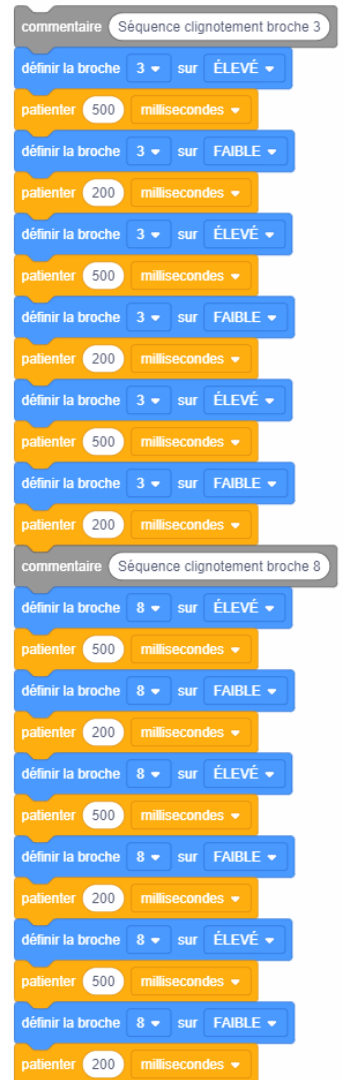 commentaire Séquence clignotement broche 3
définir la broche 3 sur ÉLEVÉ
patienter 500 millisecondes
définir la broche 3 sur FAIBLE
patienter 200 millisecondes
définir la broche 3 sur ÉLEVÉ
patienter 500 millisecondes
définir la broche 3 sur FAIBLE
patienter 200 millisecondes
définir la broche 3 sur ÉLEVÉ
patienter 500 millisecondes
définir la broche 3 sur FAIBLE
patienter 200 millisecondes
commentaire Séquence clignotement broche 8
définir la broche 8 sur ÉLEVÉ
patienter 500 millisecondes
définir la broche 8 sur FAIBLE
patienter 200 millisecondes
définir la broche 8 sur ÉLEVÉ
patienter 500 millisecondes
définir la broche 8 sur FAIBLE
patienter 200 millisecondes
définir la broche 8 sur ÉLEVÉ
patienter 500 millisecondes
définir la broche 8 sur FAIBLE
patienter 200 millisecondes